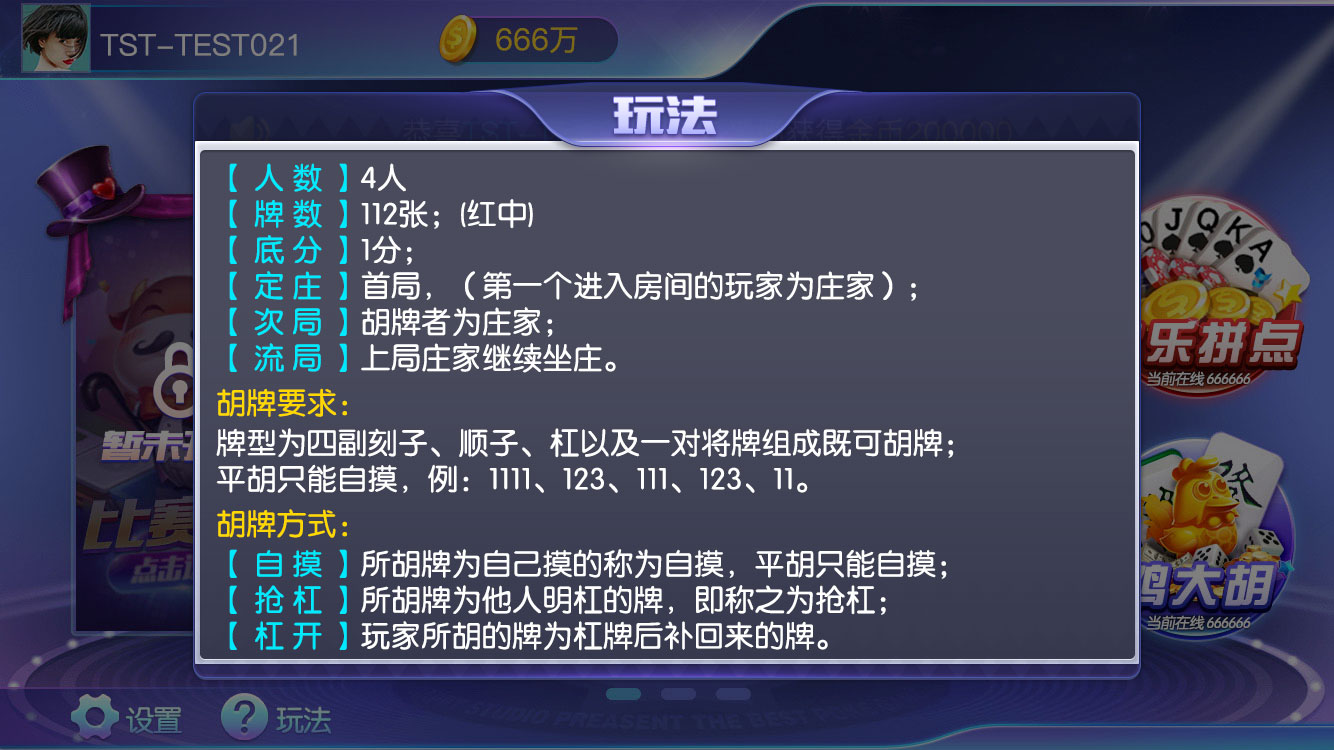 TST-TEST021
666万
玩法
【人数】4人
【牌数】112张；(红中)
【底分】1分；
【定庄】首局，（第一个进入房间的玩家为庄家）；
【次局】胡牌者为庄家；
【流局】上局庄家继续坐庄。
胡牌要求：
牌型为四副刻子、顺子、杠以及一对将牌组成既可胡牌；
平胡只能自摸，例：1111、123、111、123、11。
胡牌方式：
【自摸】所胡牌为自己摸的称为自摸，平胡只能自摸；
【抢杠】所胡牌为他人明杠的牌，即称之为抢杠；
【杠开】玩家所胡的牌为杠牌后补回来的牌。
暂未
比赛
点击
J Q K A
乐拼点
当前在线 666666
鸡大胡
当前在线 666666
设置
玩法